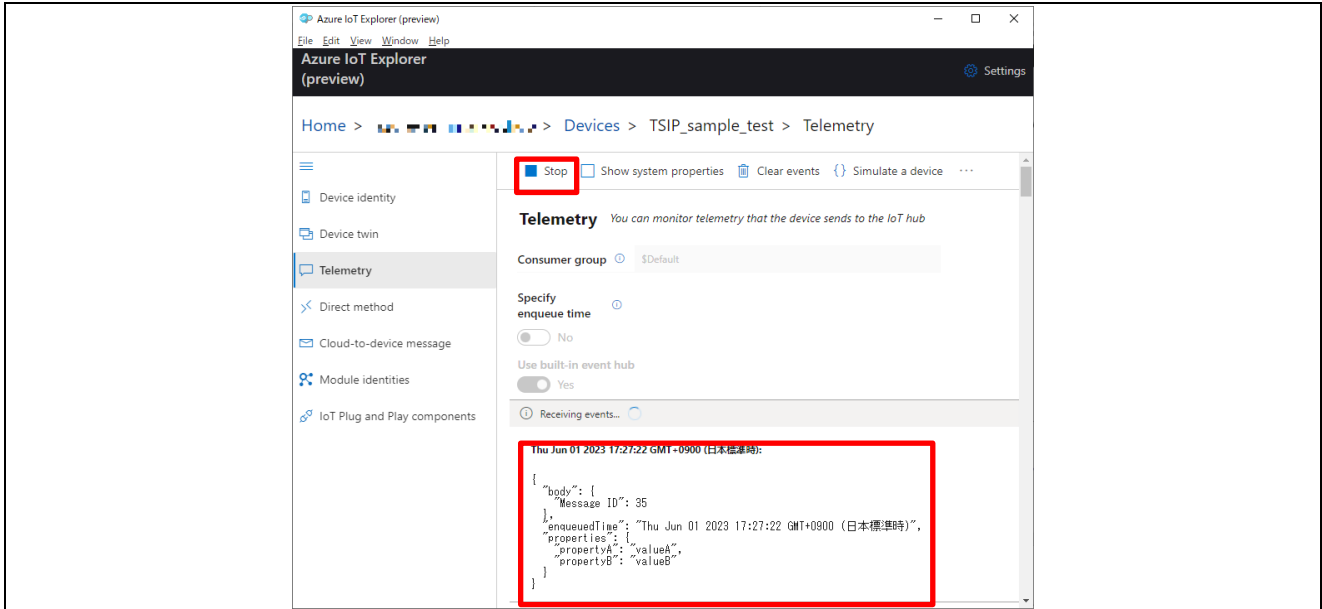 Azure IoT Explorer (preview)
File Edit View Window Help
Azure IoT Explorer
(preview)
Settings
Home > > Devices > TSIP_sample_test > Telemetry
Stop Show system properties Clear events {} Simulate a device ...
Device identity
Device twin
Telemetry
Direct method
Cloud-to-device message
Module identities
IoT Plug and Play components
Telemetry You can monitor telemetry that the device sends to the IoT hub
Consumer group $Default
Specify
enqueue time
No
Use built-in event hub
Yes
Receiving events...
Thu Jun 01 2023 17:27:22 GMT+0900 (日本標準時):
{
"body": {
"Message ID": 35
},
"enqueuedTime": "Thu Jun 01 2023 17:27:22 GMT+0900 (日本標準時)",
"properties": {
"propertyA": "valueA",
"propertyB": "valueB"
}
}